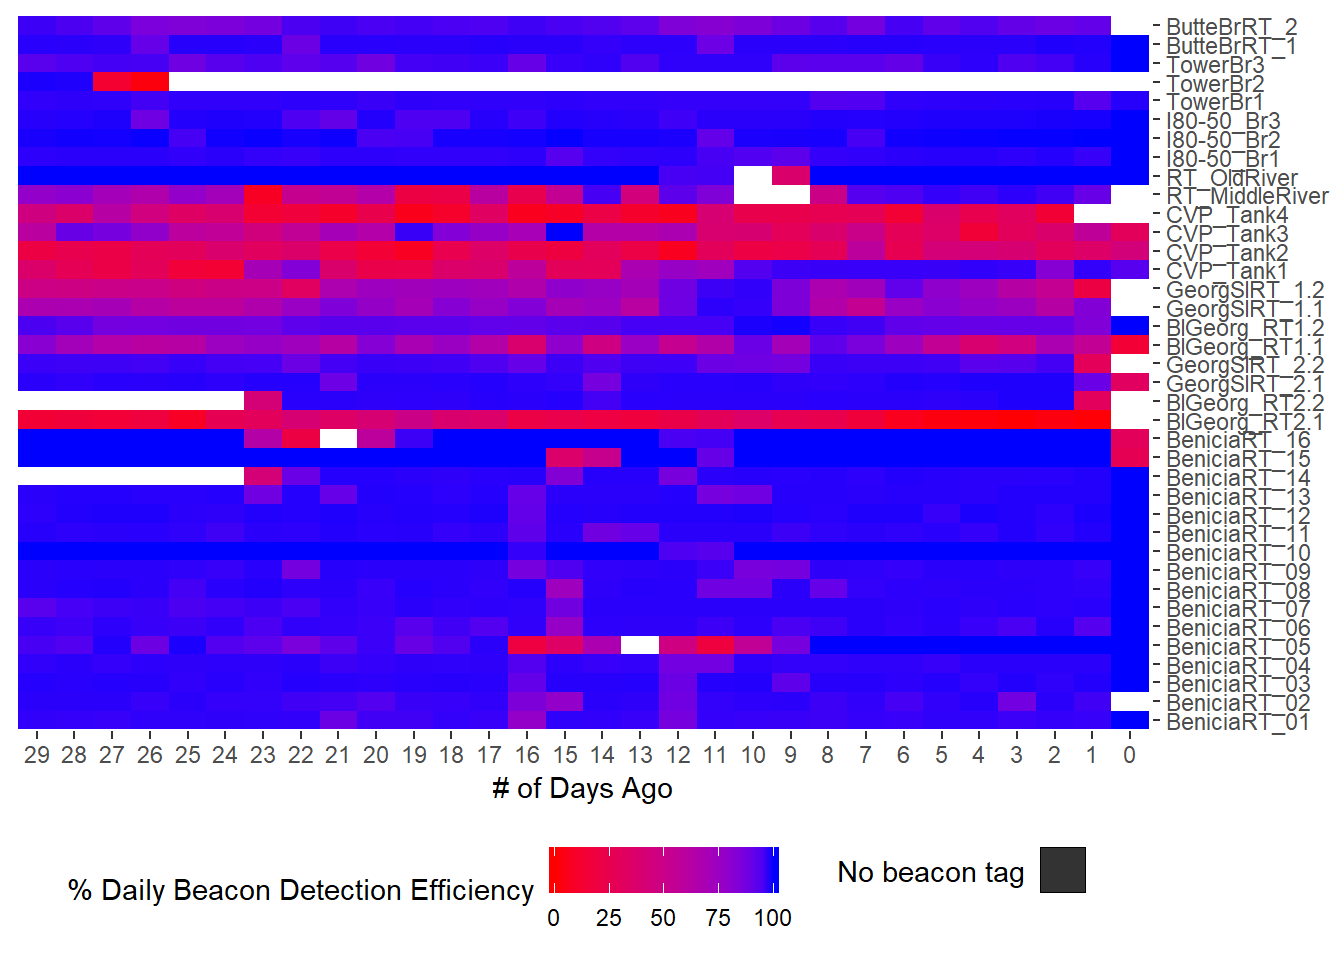 ButteBrRT_2
ButteBrRT_1
TowerBr3
TowerBr2
TowerBr1
I80-50_Br3
I80-50_Br2
I80-50_Br1
RT_OldRiver
RT_MiddleRiver
CVP_Tank4
CVP_Tank3
CVP_Tank2
CVP_Tank1
GeorgSlRT_1.2
GeorgSlRT_1.1
BlGeorg_RT1.2
BlGeorg_RT1.1
GeorgSlRT_2.2
GeorgSlRT_2.1
BlGeorg_RT2.2
BlGeorg_RT2.1
BeniciaRT_16
BeniciaRT_15
BeniciaRT_14
BeniciaRT_13
BeniciaRT_12
BeniciaRT_11
BeniciaRT_10
BeniciaRT_09
BeniciaRT_08
BeniciaRT_07
BeniciaRT_06
BeniciaRT_05
BeniciaRT_04
BeniciaRT_03
BeniciaRT_02
BeniciaRT_01
29 28 27 26 25 24 23 22 21 20 19 18 17 16 15 14 13 12 11 10 9 8 7 6 5 4 3 2 1 0
# of Days Ago
% Daily Beacon Detection Efficiency
0 25 50 75 100
No beacon tag